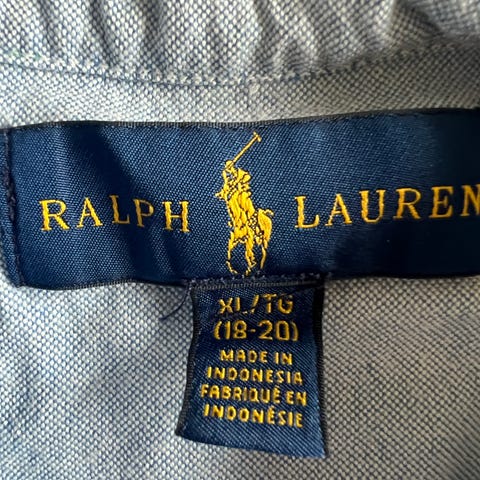 RALPH LAUREN
XL/TG
(18-20)
MADE IN
INDONESIA
FABRIQUÉ EN
INDONÉSIE